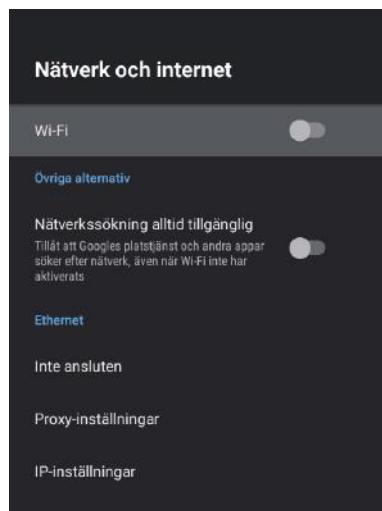 Nätverk och internet
Wi-Fi
Övriga alternativ
Nätverkssökning alltid tillgänglig
Tillåt att Googles platstjänst och andra appar
söker efter nätverk, även när Wi-Fi inte har
aktiverats
Ethernet
Inte ansluten
Proxy-inställningar
IP-inställningar